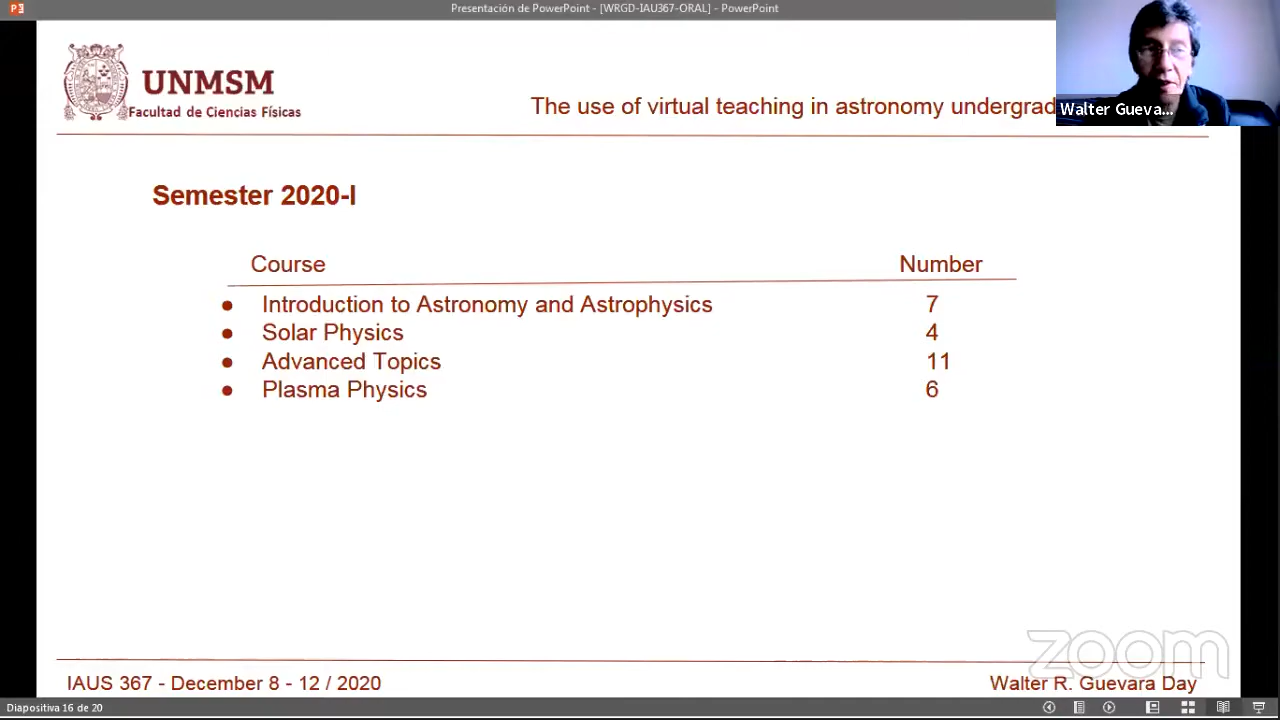 Presentación de PowerPoint - [WRGD-IAU367-ORAL] - PowerPoint
UNMSM
Facultad de Ciencias Físicas
The use of virtual teaching in astronomy
Walter Gueva...
Semester 2020-I
Course Number
Introduction to Astronomy and Astrophysics 7
Solar Physics 4
Advanced Topics 11
Plasma Physics 6
zoom
IAUS 367 - December 8 - 12 / 2020
Walter R. Guevara Day
Diapositiva 16 de 20